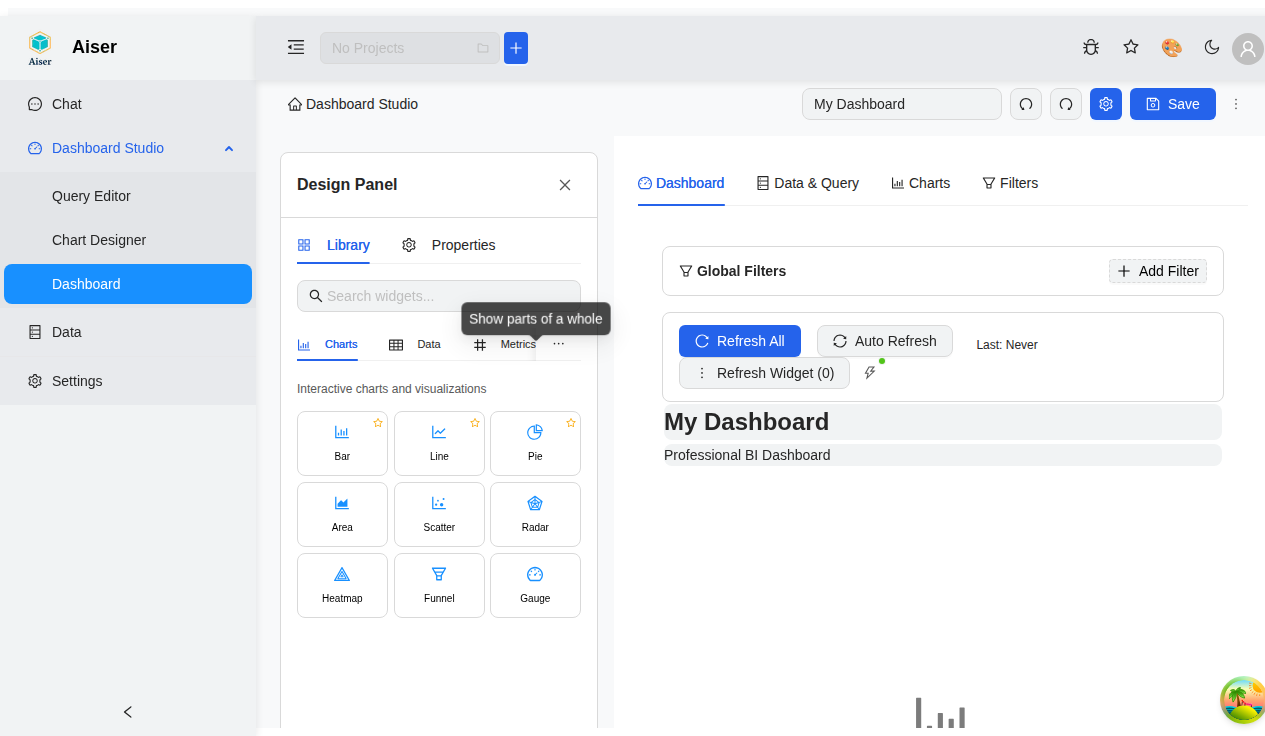 Aiser
Aiser
No Projects
Chat
Dashboard Studio
Query Editor
Chart Designer
Dashboard
Data
Settings
Dashboard Studio
My Dashboard
Save
Design Panel
Library
Properties
Search widgets...
Show parts of a whole
Charts
Data
Metrics
Interactive charts and visualizations
Bar
Line
Pie
Area
Scatter
Radar
Heatmap
Funnel
Gauge
Dashboard
Data & Query
Charts
Filters
Global Filters
Add Filter
Refresh All
Auto Refresh
Last: Never
Refresh Widget (0)
My Dashboard
Professional BI Dashboard